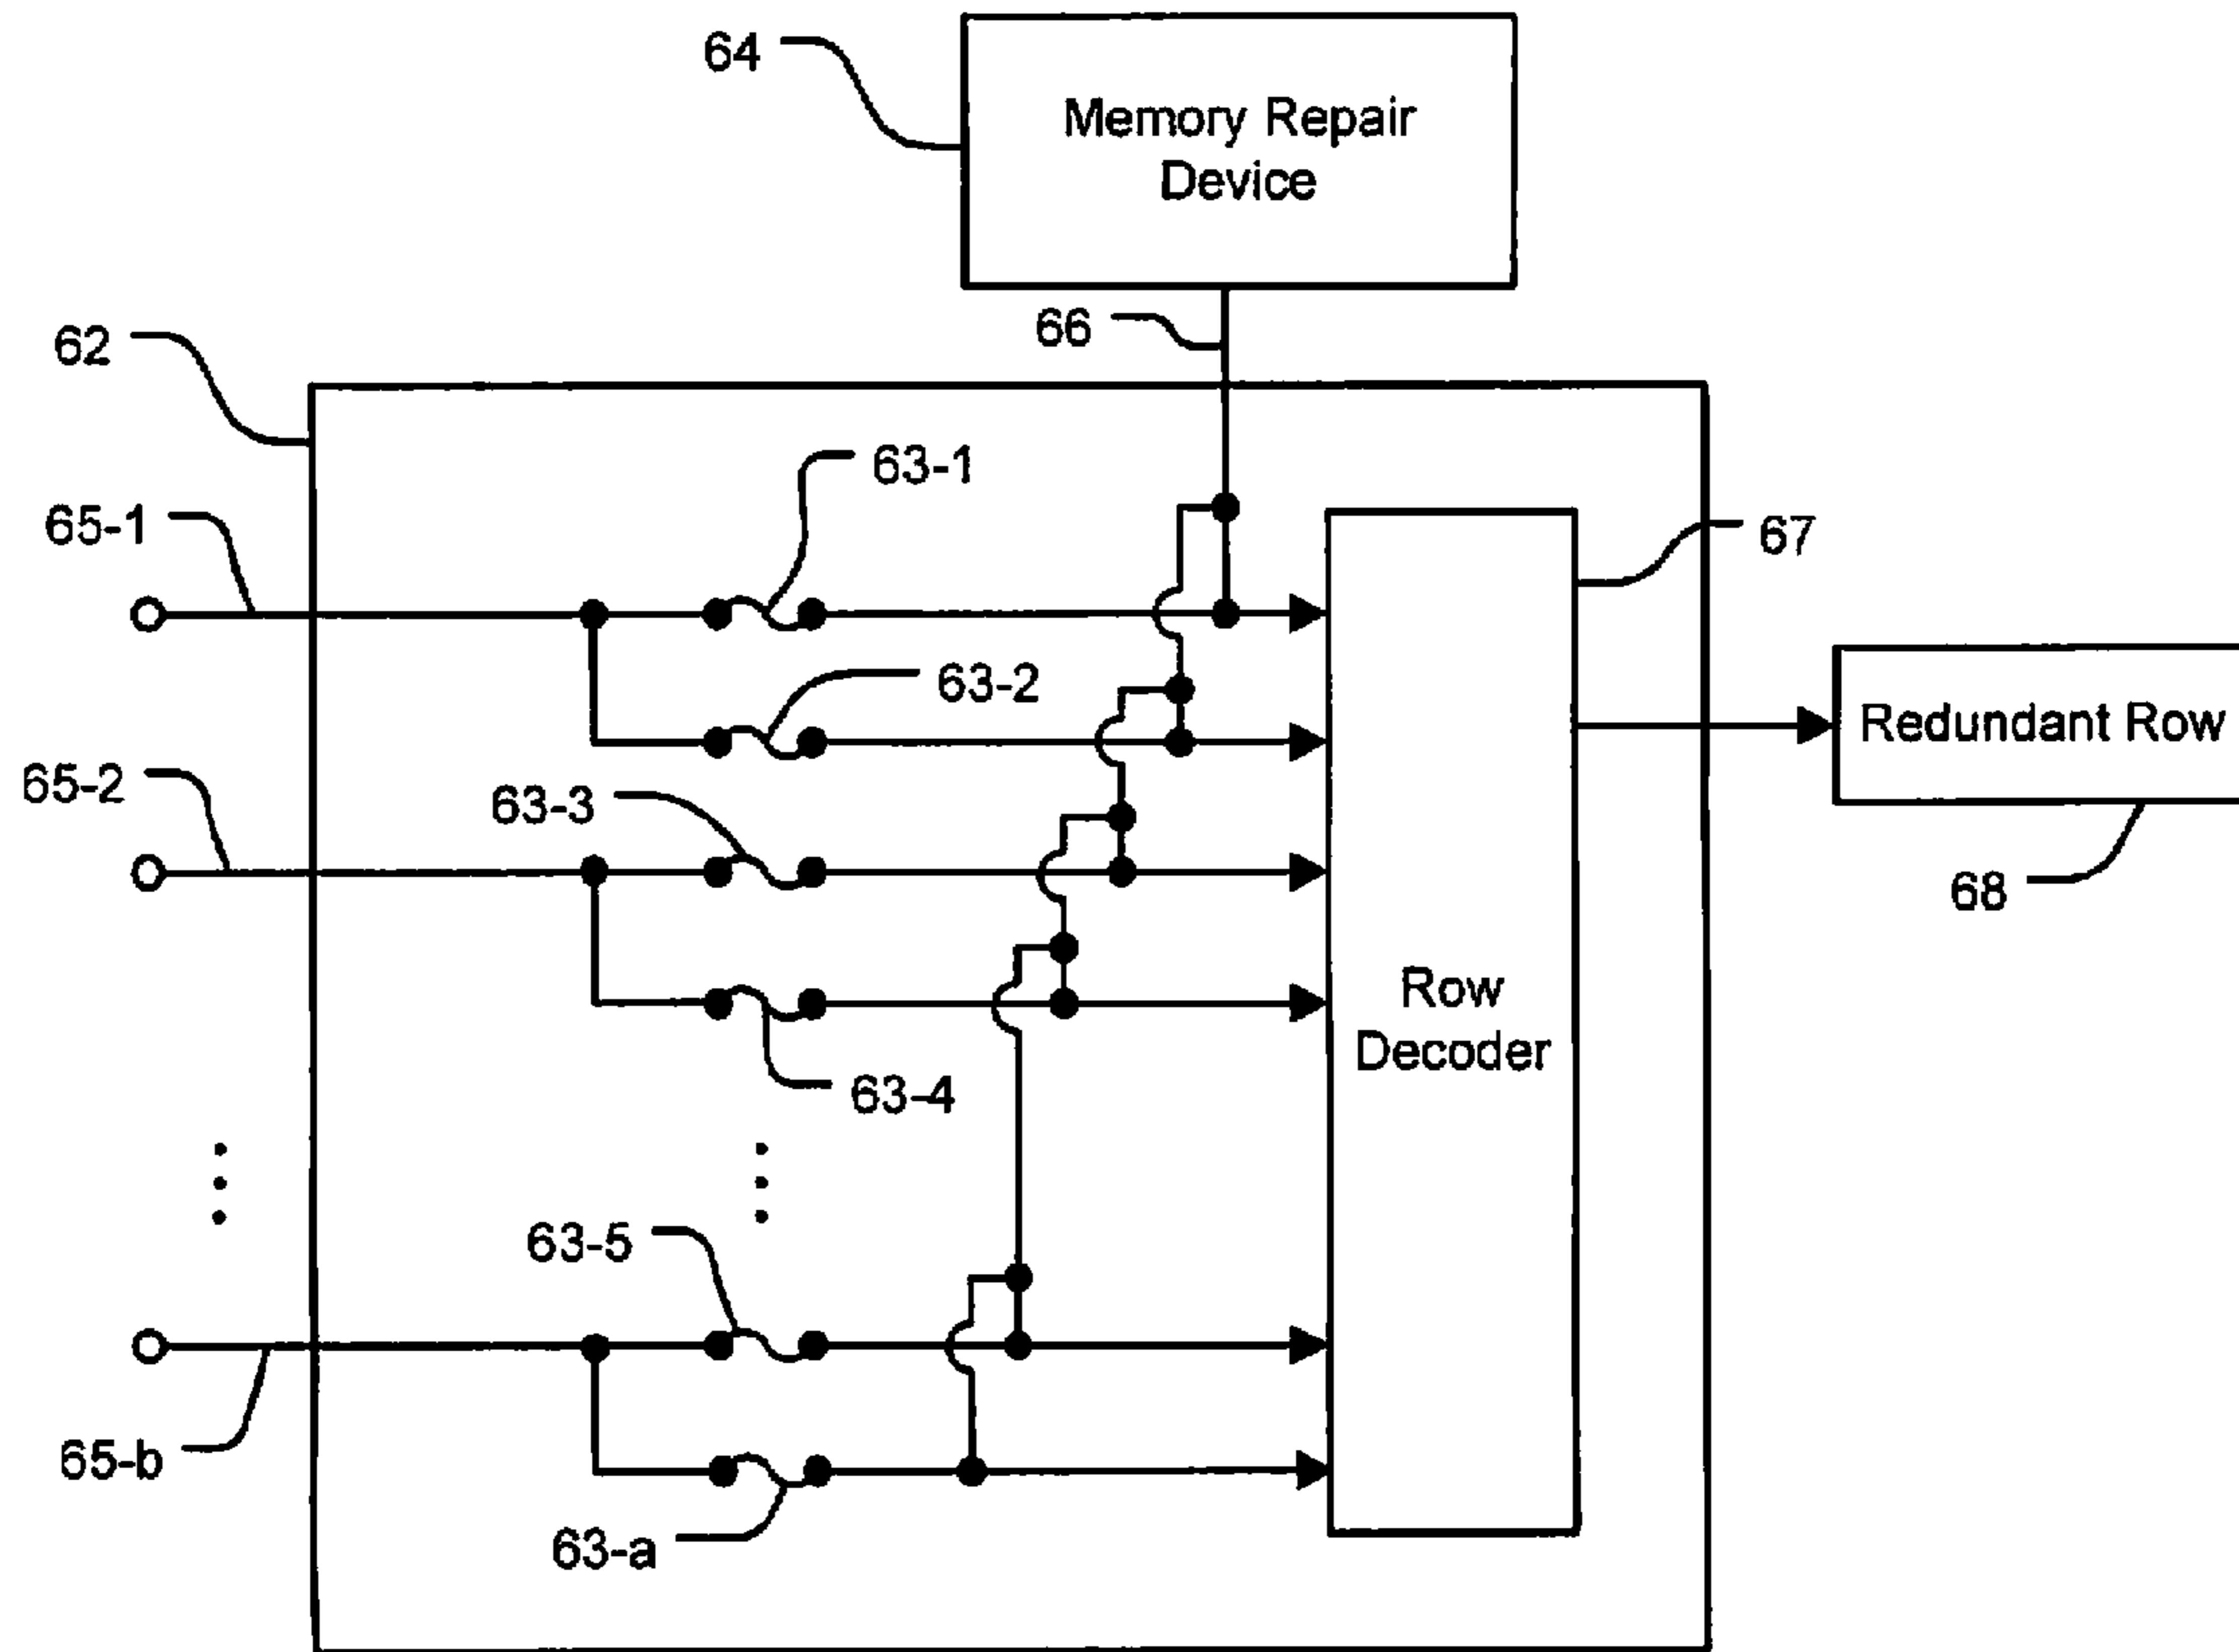 64
Memory Repair
Device
66
62
63-1
65-1
67
63-2
Redundant Row
65-2
63-3
68
Row
Decoder
63-4
63-5
65-b
63-a